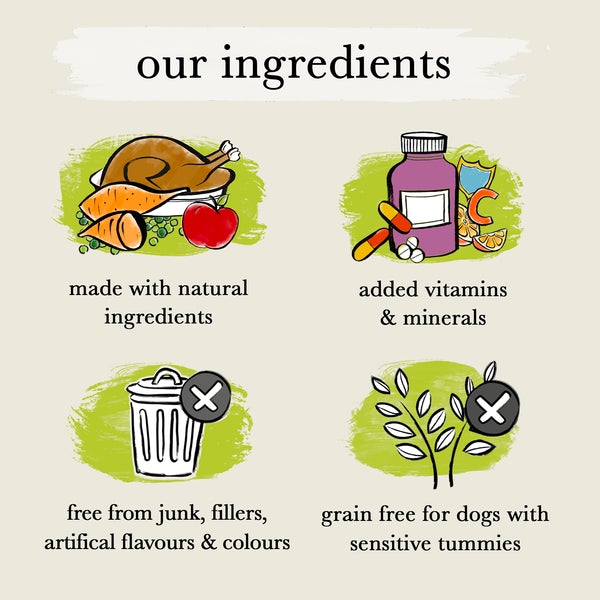 our ingredients
made with natural
ingredients
C
added vitamins
& minerals
free from junk, fillers,
artifical flavours & colours
grain free for dogs with
sensitive tummies